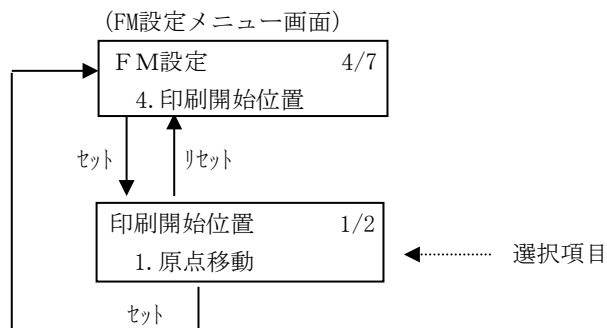 (FM設定メニュー画面)
FM設定 4/7
4.印刷開始位置
セット リセット
印刷開始位置 1/2
1.原点移動
選択項目
セット